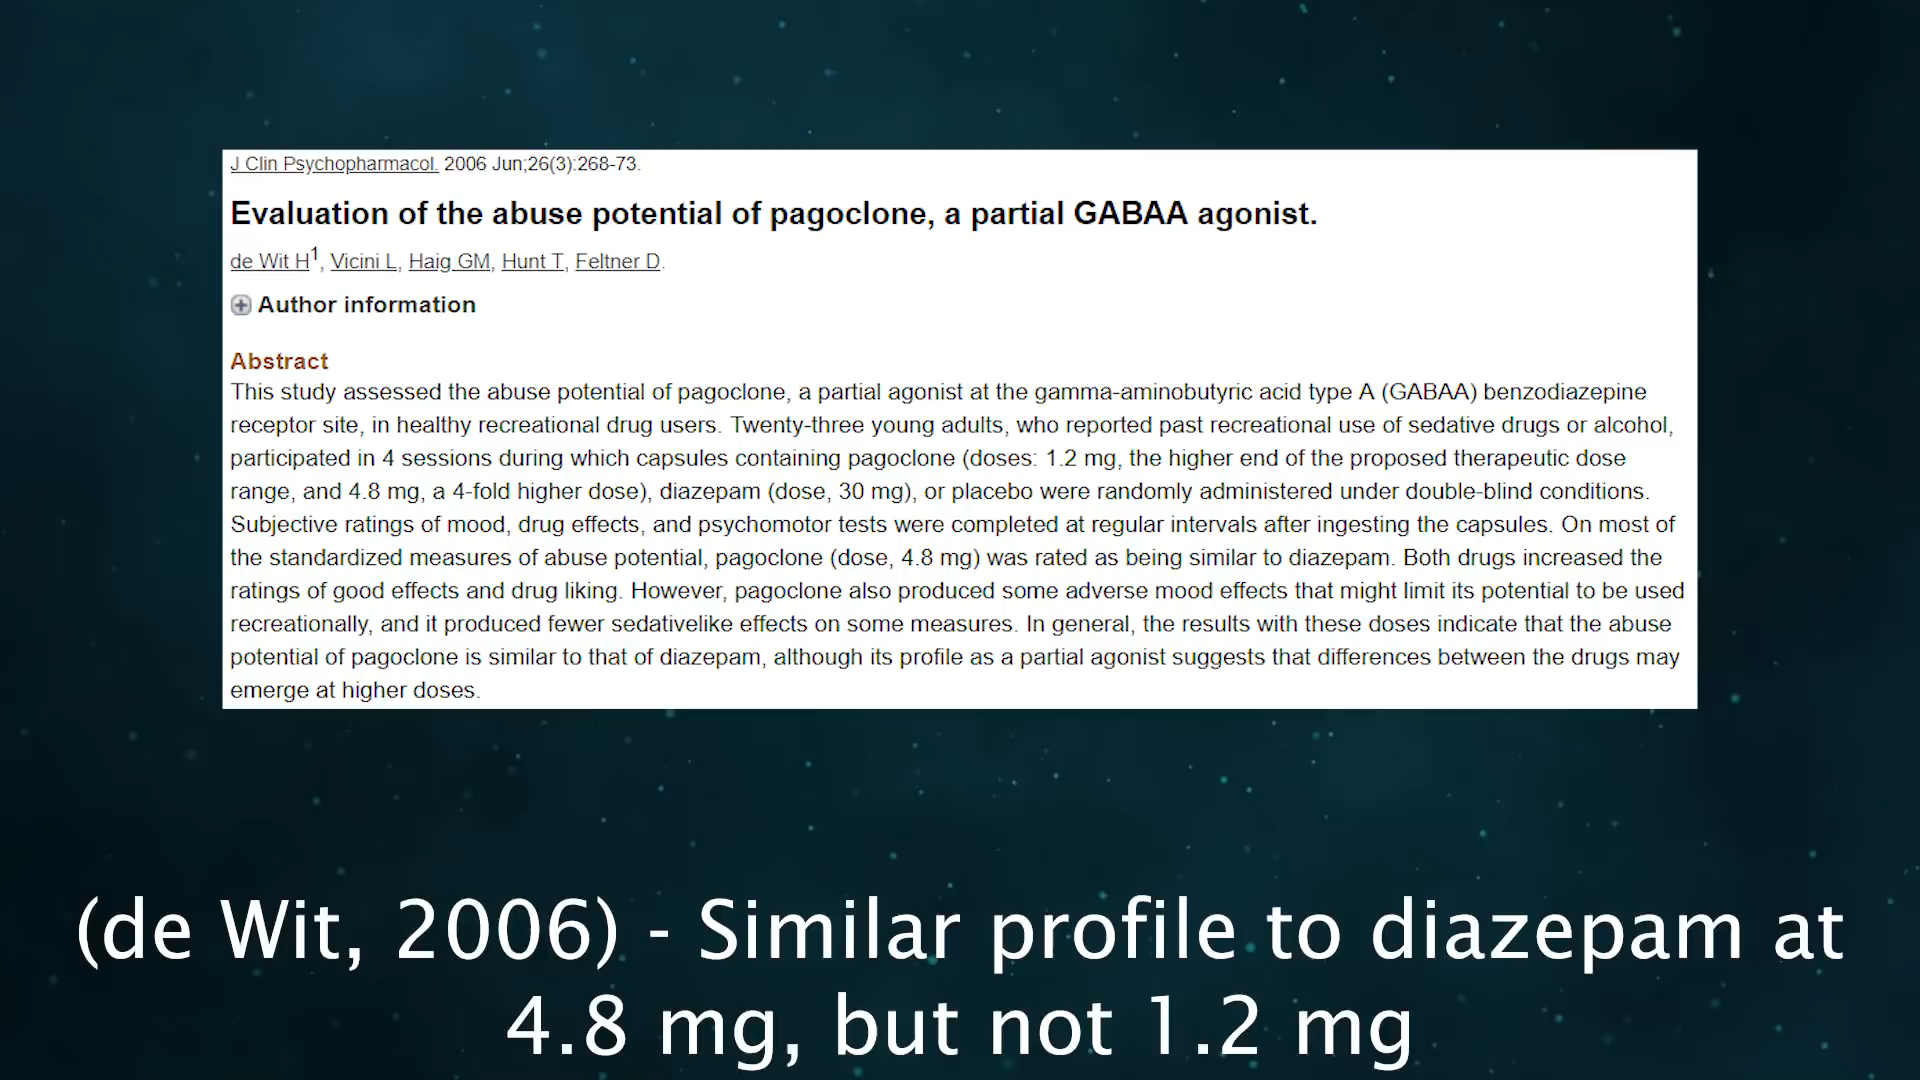 J Clin Psychopharmacol. 2006 Jun;26(3):268-73.
Evaluation of the abuse potential of pagoclone, a partial GABAA agonist.
de Wit H1, Vicini L, Haig GM, Hunt T, Feltner D.
Author information
Abstract
This study assessed the abuse potential of pagoclone, a partial agonist at the gamma-aminobutyric acid type A (GABAA) benzodiazepine
receptor site, in healthy recreational drug users. Twenty-three young adults, who reported past recreational use of sedative drugs or alcohol,
participated in 4 sessions during which capsules containing pagoclone (doses: 1.2 mg, the higher end of the proposed therapeutic dose
range, and 4.8 mg, a 4-fold higher dose), diazepam (dose, 30 mg), or placebo were randomly administered under double-blind conditions.
Subjective ratings of mood, drug effects, and psychomotor tests were completed at regular intervals after ingesting the capsules. On most of
the standardized measures of abuse potential, pagoclone (dose, 4.8 mg) was rated as being similar to diazepam. Both drugs increased the
ratings of good effects and drug liking. However, pagoclone also produced some adverse mood effects that might limit its potential to be used
recreationally, and it produced fewer sedativelike effects on some measures. In general, the results with these doses indicate that the abuse
potential of pagoclone is similar to that of diazepam, although its profile as a partial agonist suggests that differences between the drugs may
emerge at higher doses.
(de Wit, 2006) - Similar profile to diazepam at
4.8 mg, but not 1.2 mg